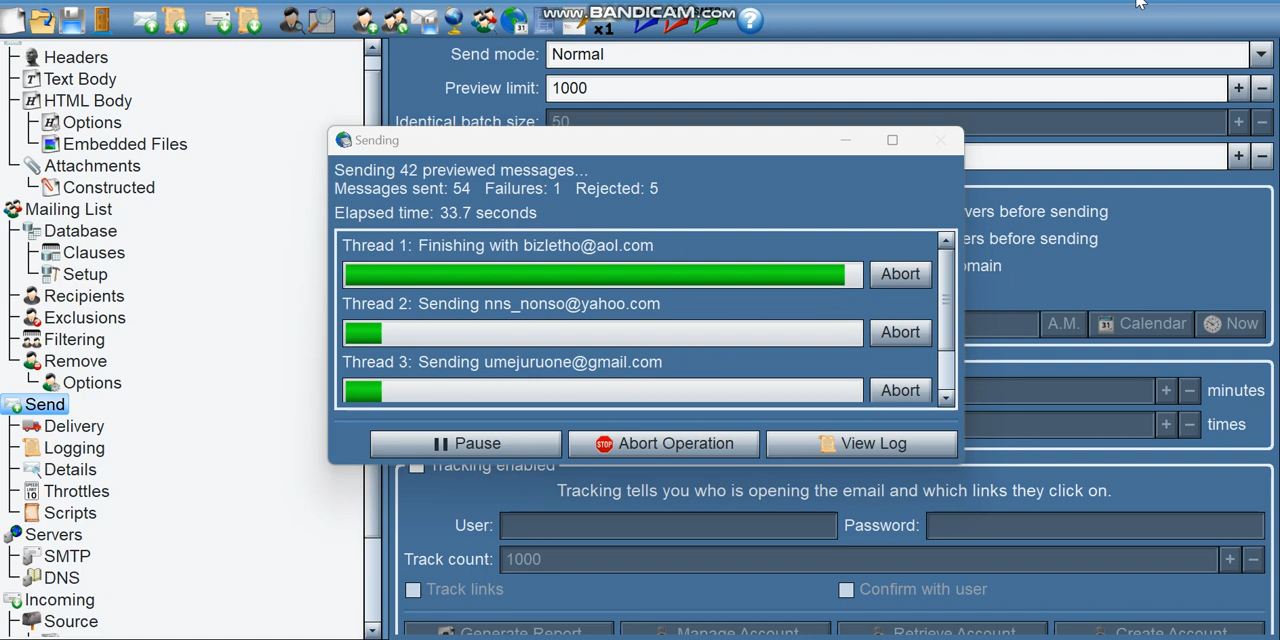 www.BANDICAM.com
31
x1
?
Headers
Text Body
HTML Body
Options
Embedded Files
Attachments
Constructed
Mailing List
Database
Clauses
Setup
Recipients
Exclusions
Filtering
Remove
Options
Send
Delivery
Logging
Details
Throttles
Scripts
Servers
SMTP
DNS
Incoming
Source
Send mode: Normal
Preview limit: 1000 + −
Identical batch size: 50 + −
+ −
Sending
Sending 42 previewed messages...
Messages sent: 54 Failures: 1 Rejected: 5
Elapsed time: 33.7 seconds
Thread 1: Finishing with bizletho@aol.com
Abort
Thread 2: Sending nns_nonso@yahoo.com
Abort
Thread 3: Sending umejuruone@gmail.com
Abort
Pause STOP Abort Operation View Log
vers before sending
ers before sending
main
A.M. 31 Calendar Now
+ − minutes
+ − times
Tracking enabled
Tracking tells you who is opening the email and which links they click on.
User: Password:
Track count: 1000 + −
Track links Confirm with user
Generate Report Manage Account Retrieve Account Create Account